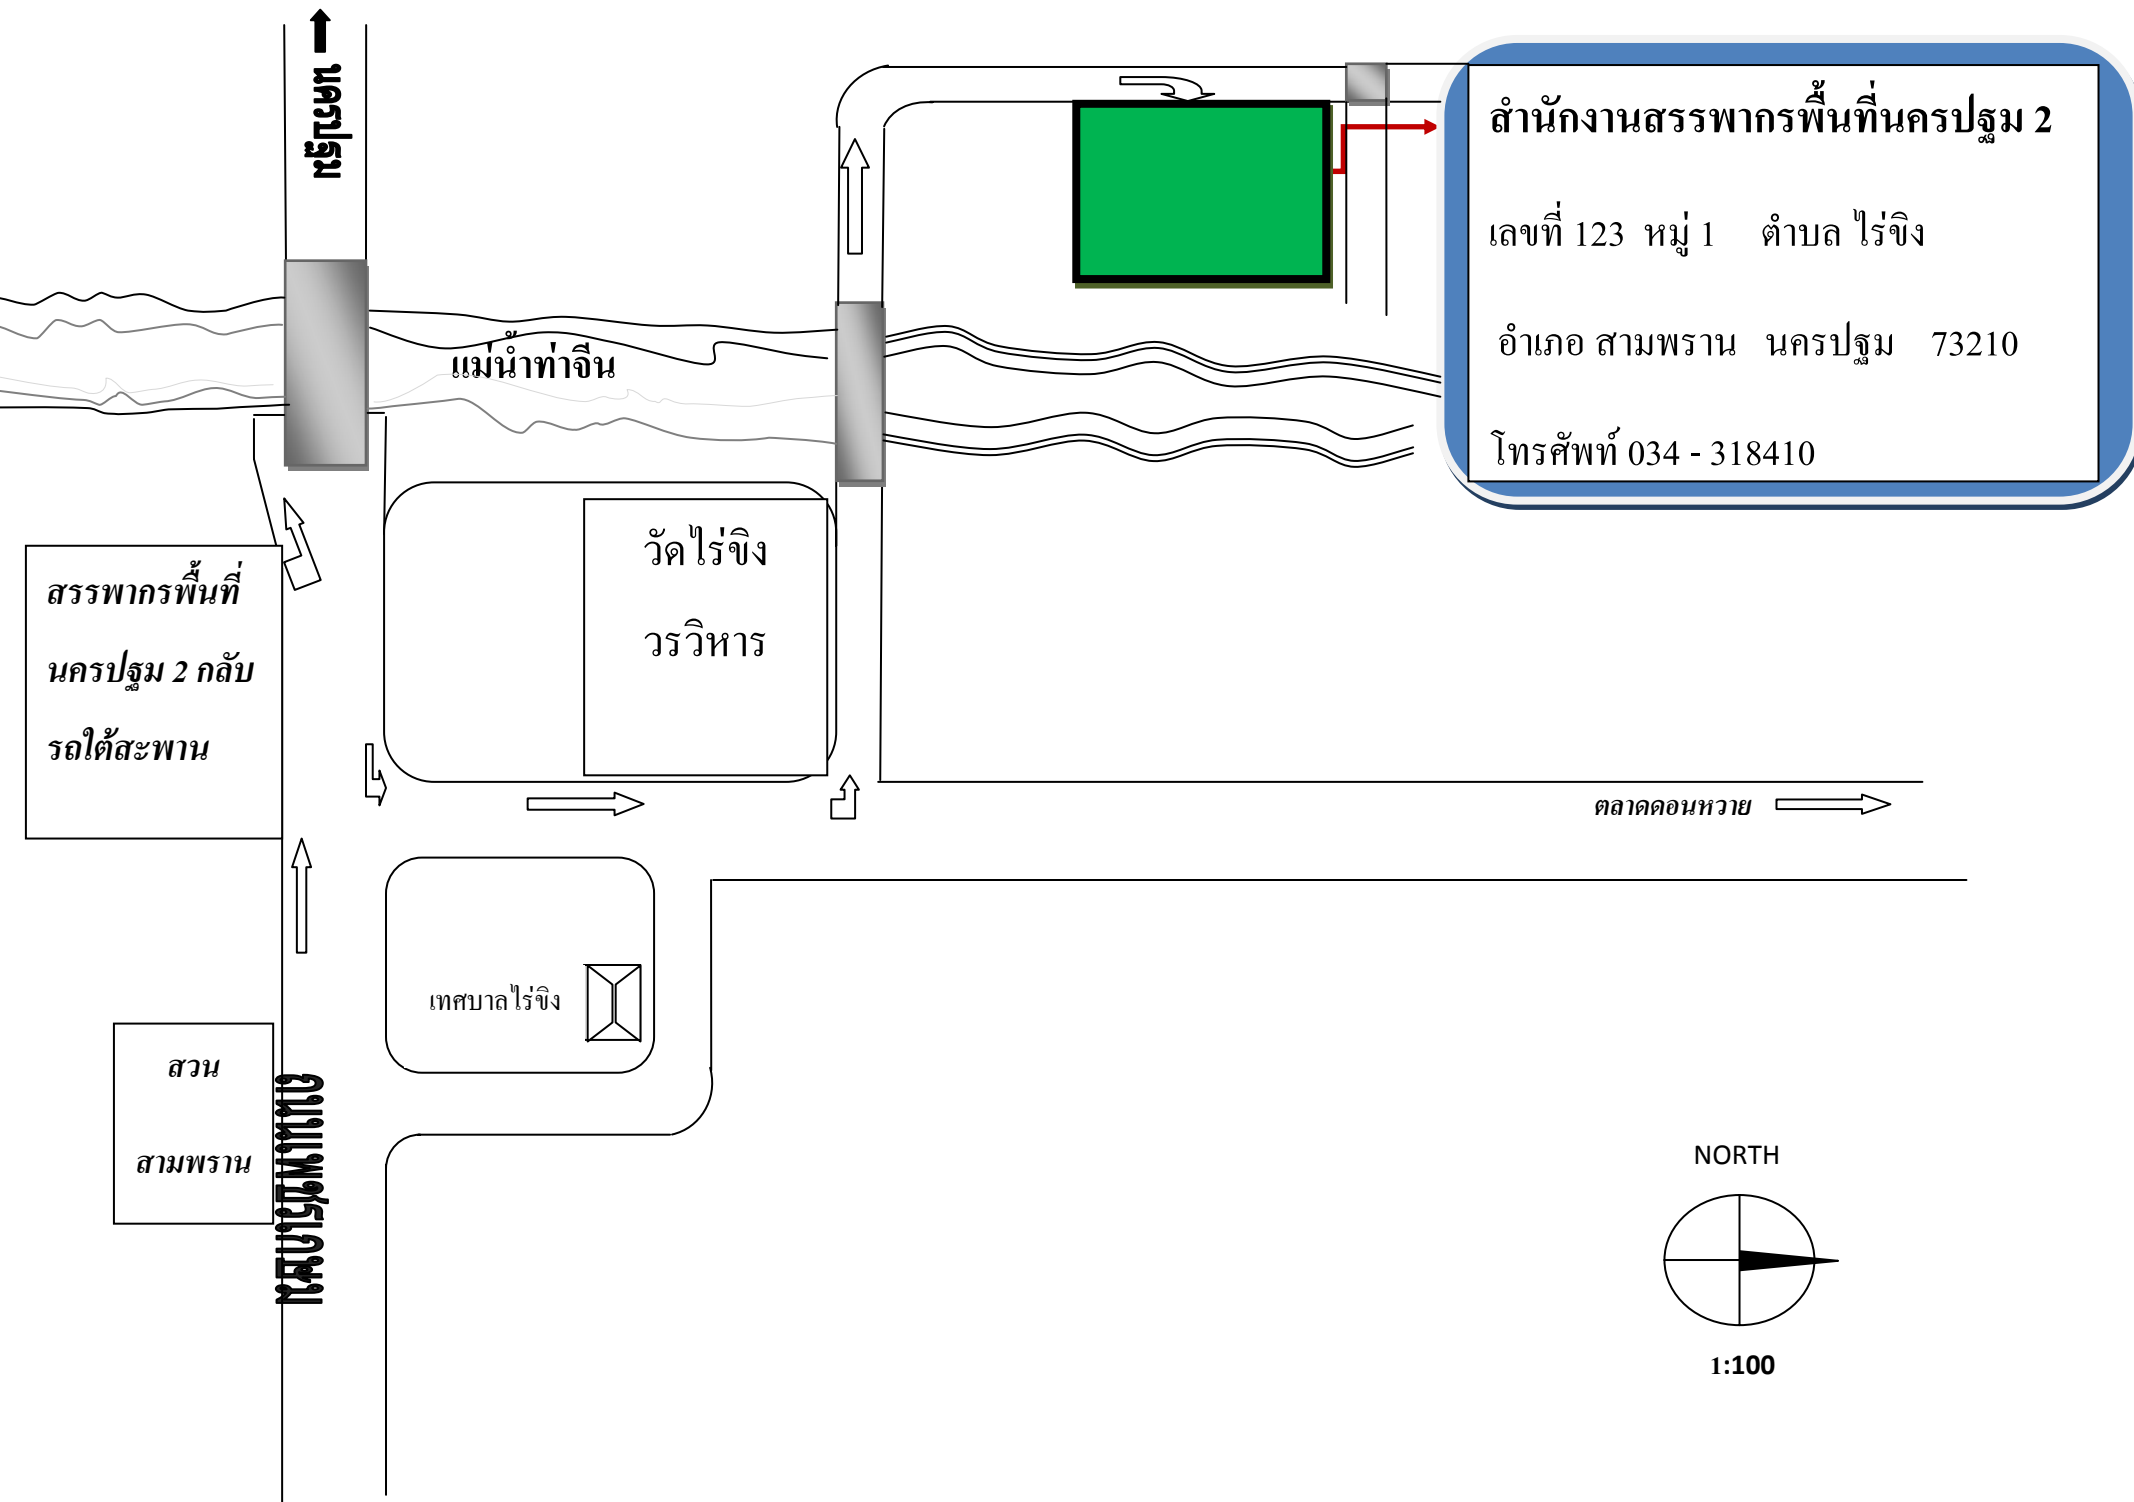 นครปฐม
สำนักงานสรรพากรพื้นที่นครปฐม 2
เลขที่ 123 หมู่ 1 ตำบล ไร่ขิง
อำเภอ สามพราน นครปฐม 73210
โทรศัพท์ 034 - 318410
แม่น้ำท่าจีน
วัดไร่ขิง
วรวิหาร
สรรพากรพื้นที่
นครปฐม 2 กลับ
รถใต้สะพาน
ตลาดดอนหวาย
เทศบาลไร่ขิง
สวน
สามพราน
ถนนเพชรเกษม
NORTH
1:100